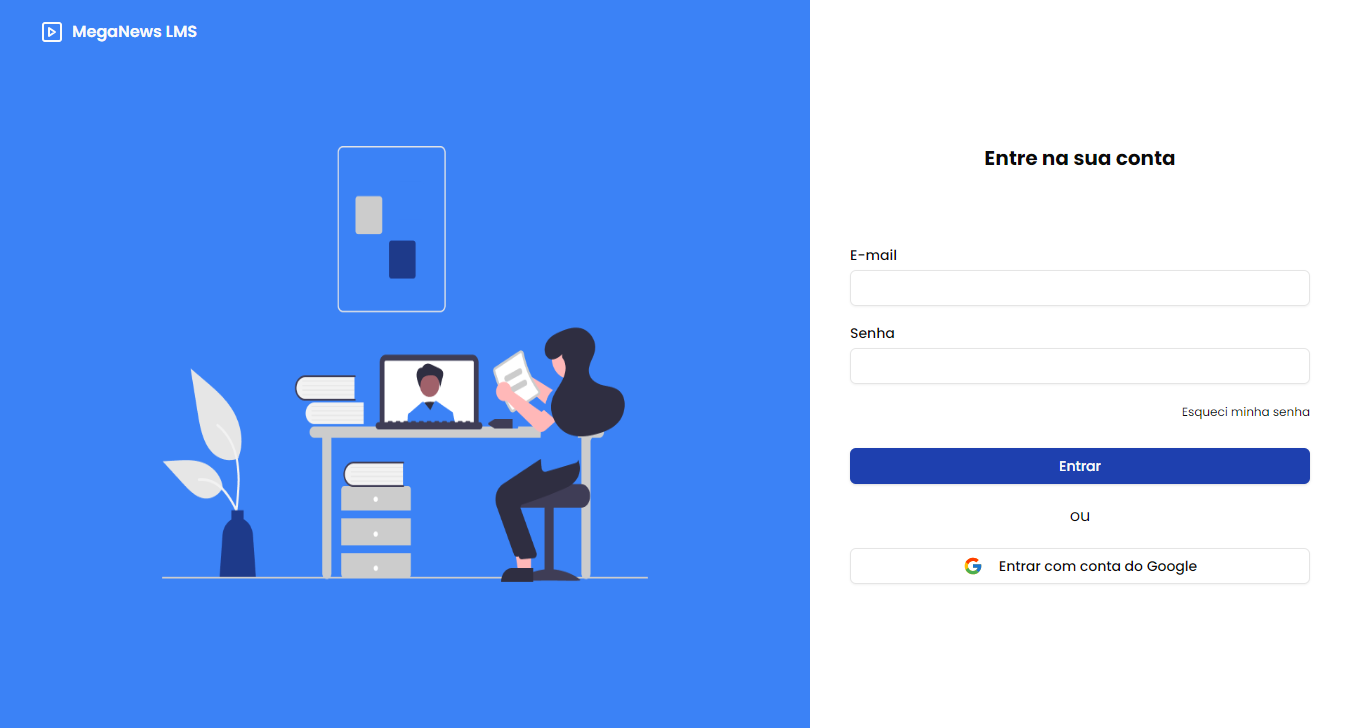 MegaNews LMS
Entre na sua conta
E-mail
Senha
Esqueci minha senha
Entrar
ou
Entrar com conta do Google